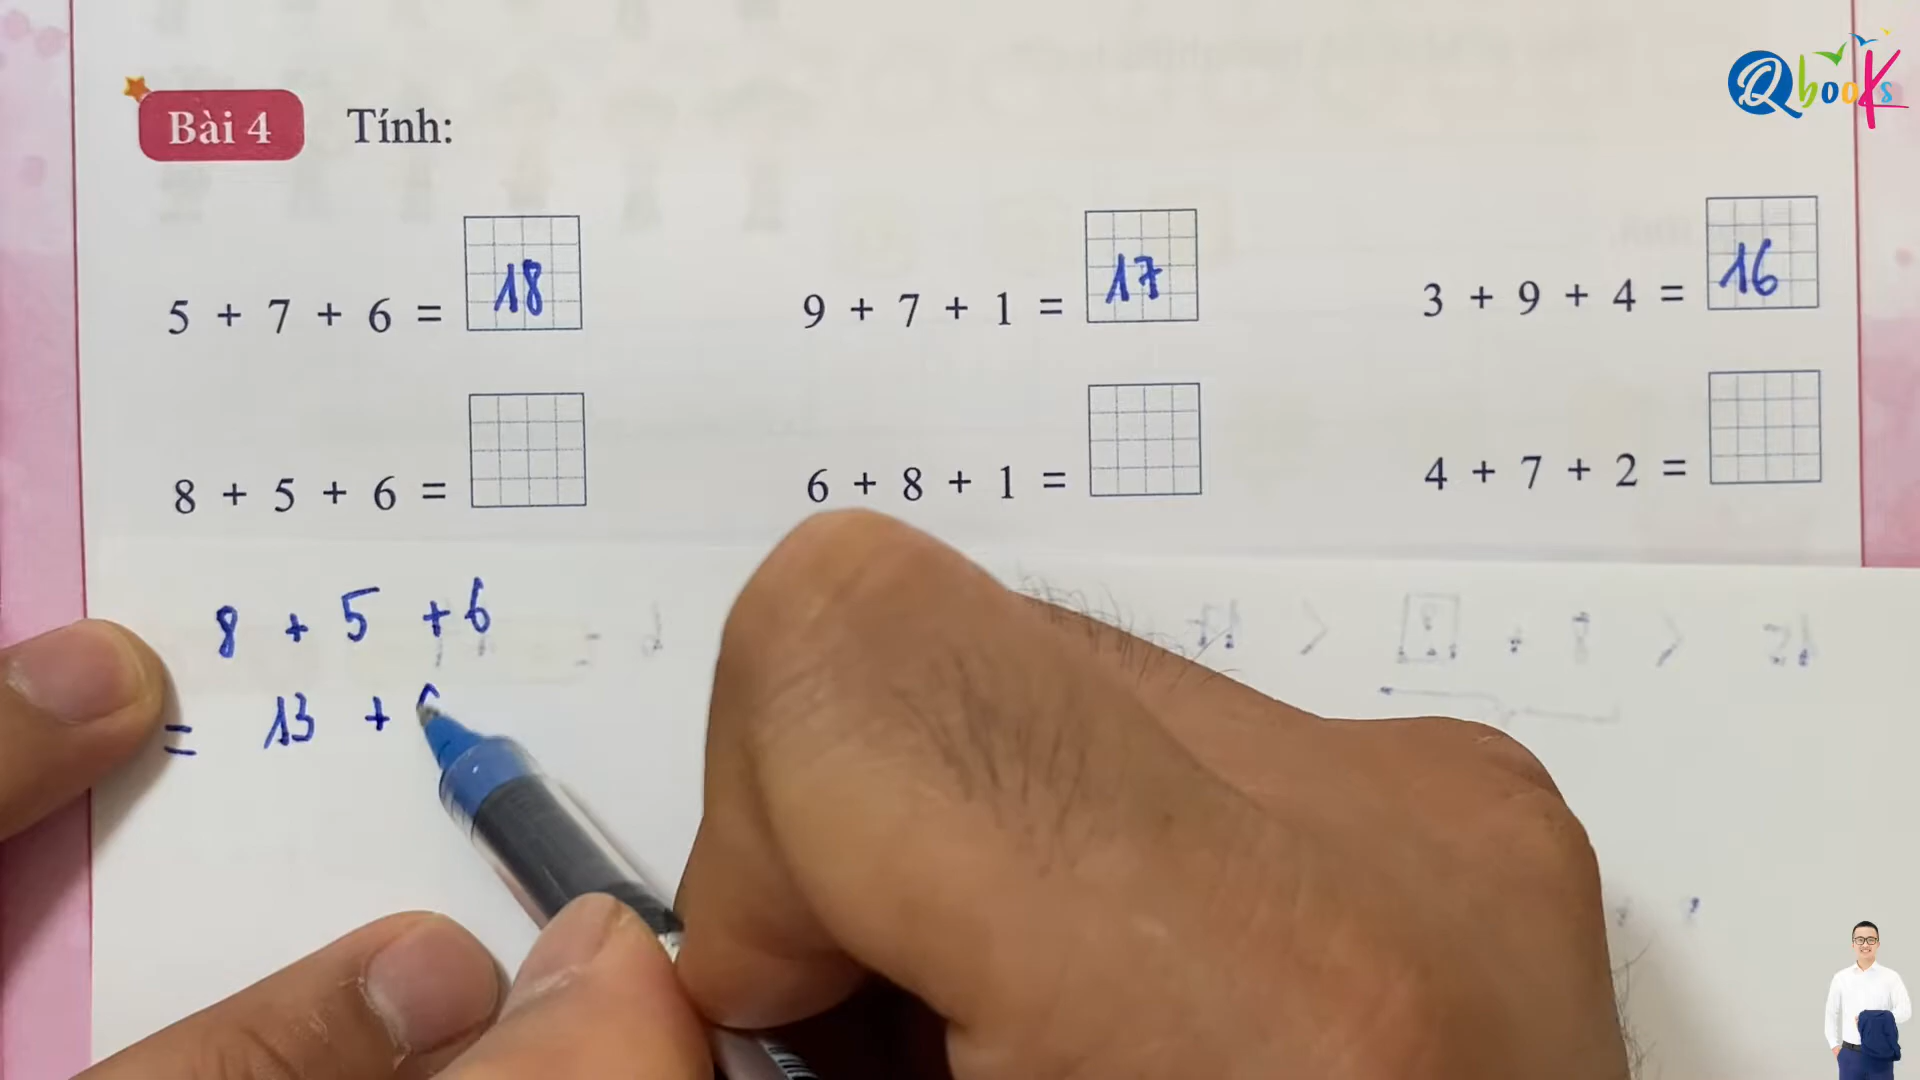 Qbooks
Bài 4 Tính:
5 + 7 + 6 = 18
9 + 7 + 1 = 17
3 + 9 + 4 = 16
8 + 5 + 6 =
6 + 8 + 1 =
4 + 7 + 2 =
8 + 5 + 6
= 13 +